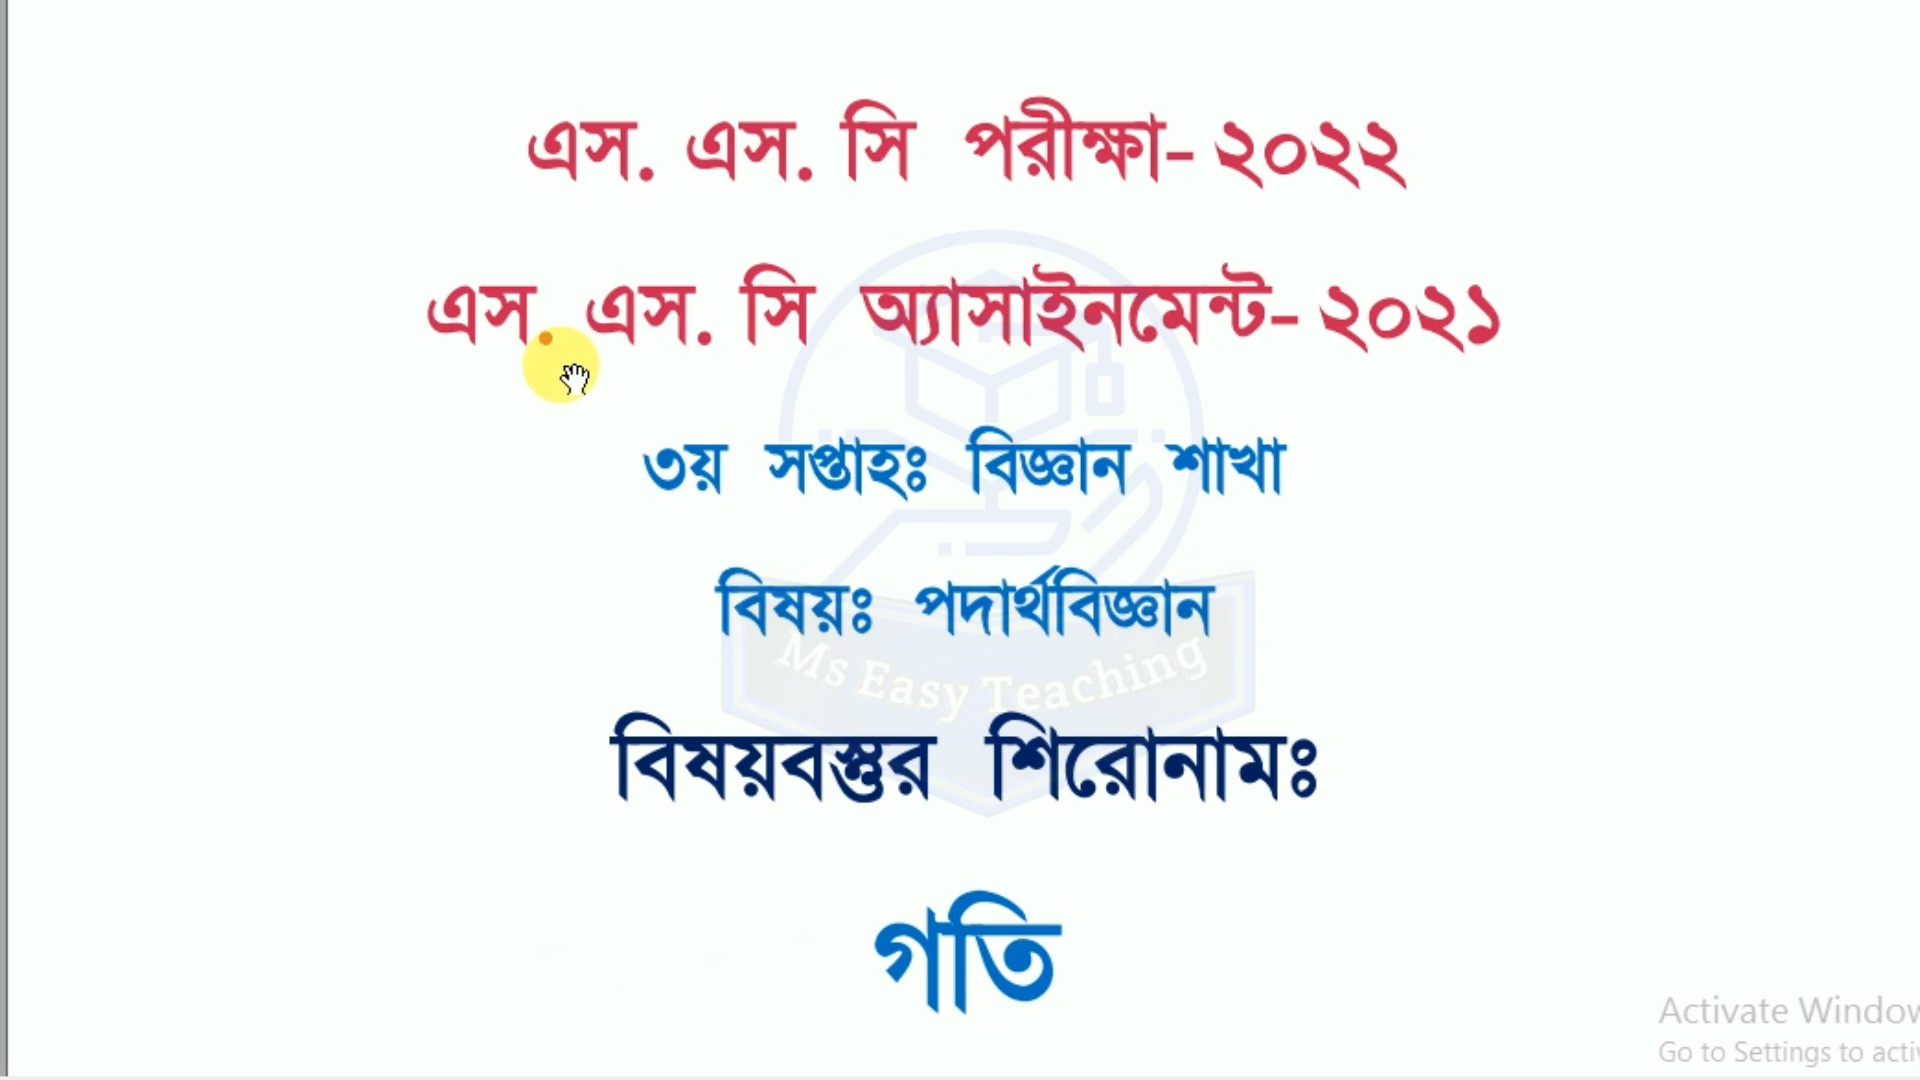 এস. এস. সি পরীক্ষা- ২০২২
এস. এস. সি অ্যাসাইনমেন্ট- ২০২১
৩য় সপ্তাহঃ বিজ্ঞান শাখা
বিষয়ঃ পদার্থবিজ্ঞান
Ms Easy Teaching
বিষয়বস্তুর শিরোনামঃ
গতি
Activate Window
Go to Settings to acti